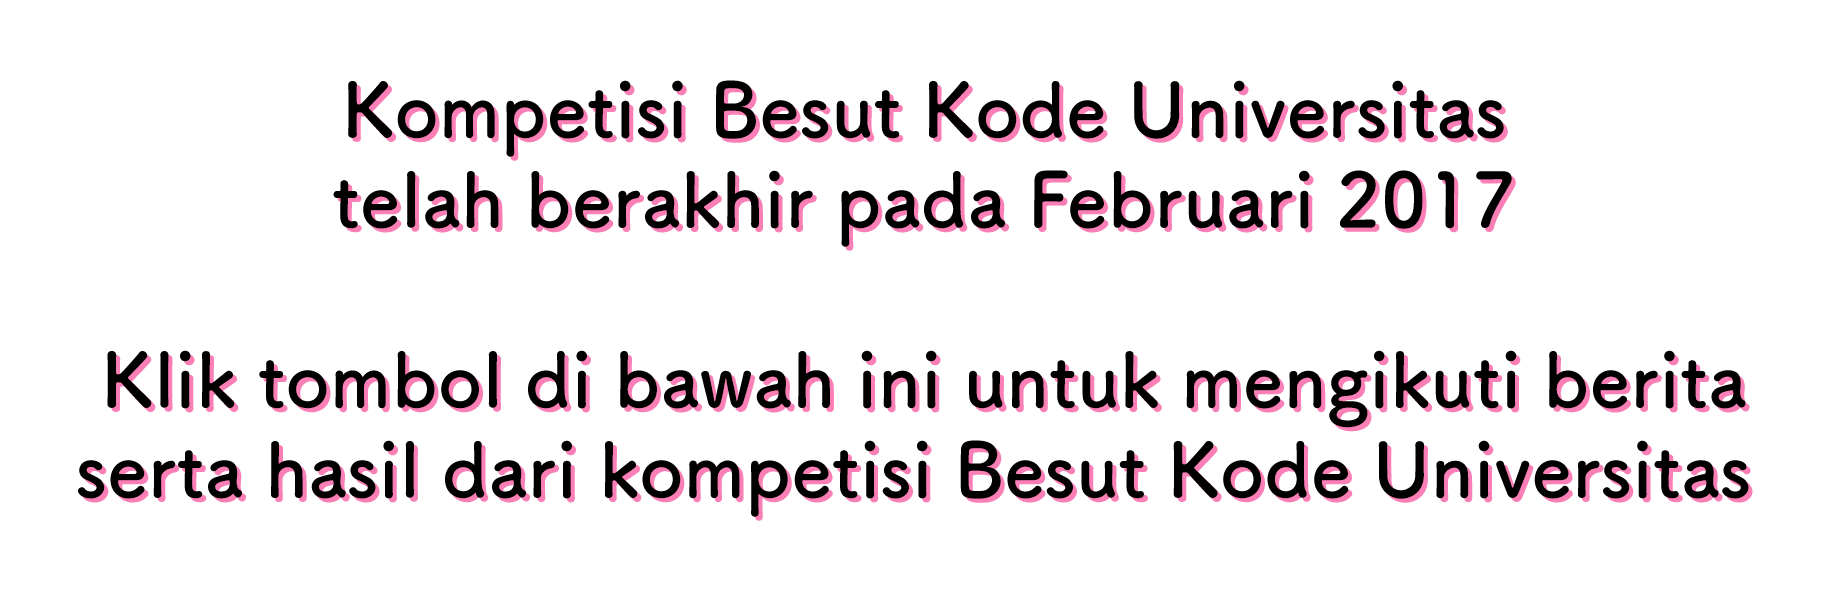 Kompetisi Besut Kode Universitas
telah berakhir pada Februari 2017
Klik tombol di bawah ini untuk mengikuti berita
serta hasil dari kompetisi Besut Kode Universitas